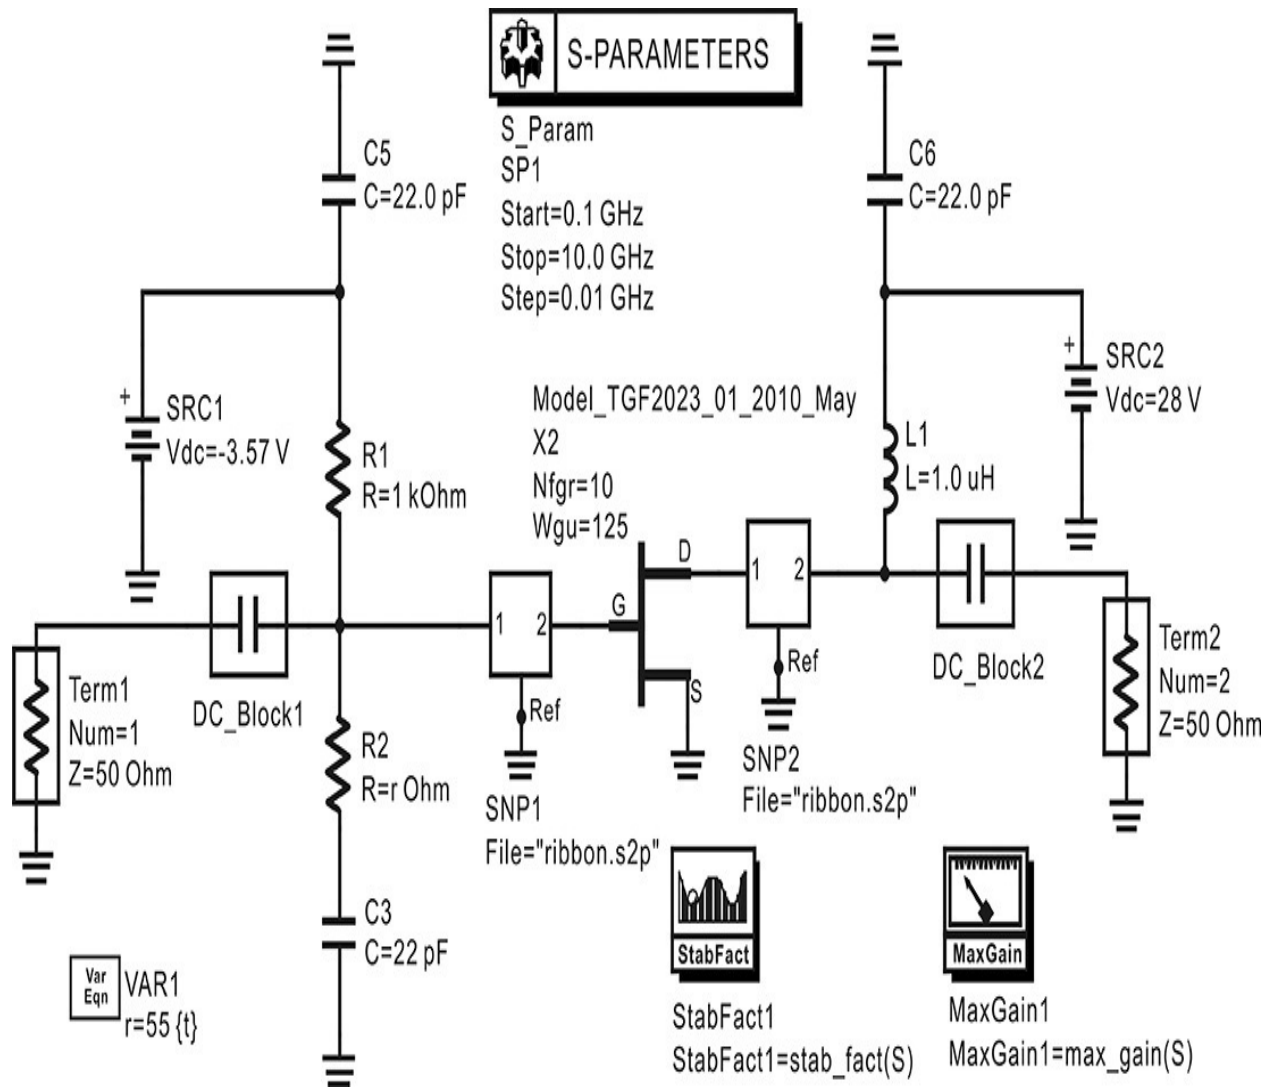 S-PARAMETERS
S_Param
SP1
Start=0.1 GHz
Stop=10.0 GHz
Step=0.01 GHz
C5
C=22.0 pF
C6
C=22.0 pF
+
SRC1
Vdc=-3.57 V
R1
R=1 kOhm
Model_TGF2023_01_2010_May
X2
Nfgr=10
Wgu=125
L1
L=1.0 uH
+
SRC2
Vdc=28 V
Term1
Num=1
Z=50 Ohm
DC_Block1
R2
R=r Ohm
1 2
Ref
SNP1
File="ribbon.s2p"
G
D
S
1 2
Ref
SNP2
File="ribbon.s2p"
DC_Block2
Term2
Num=2
Z=50 Ohm
C3
C=22 pF
Var
Eqn
VAR1
r=55 {t}
StabFact
StabFact1
StabFact1=stab_fact(S)
MaxGain
MaxGain1
MaxGain1=max_gain(S)